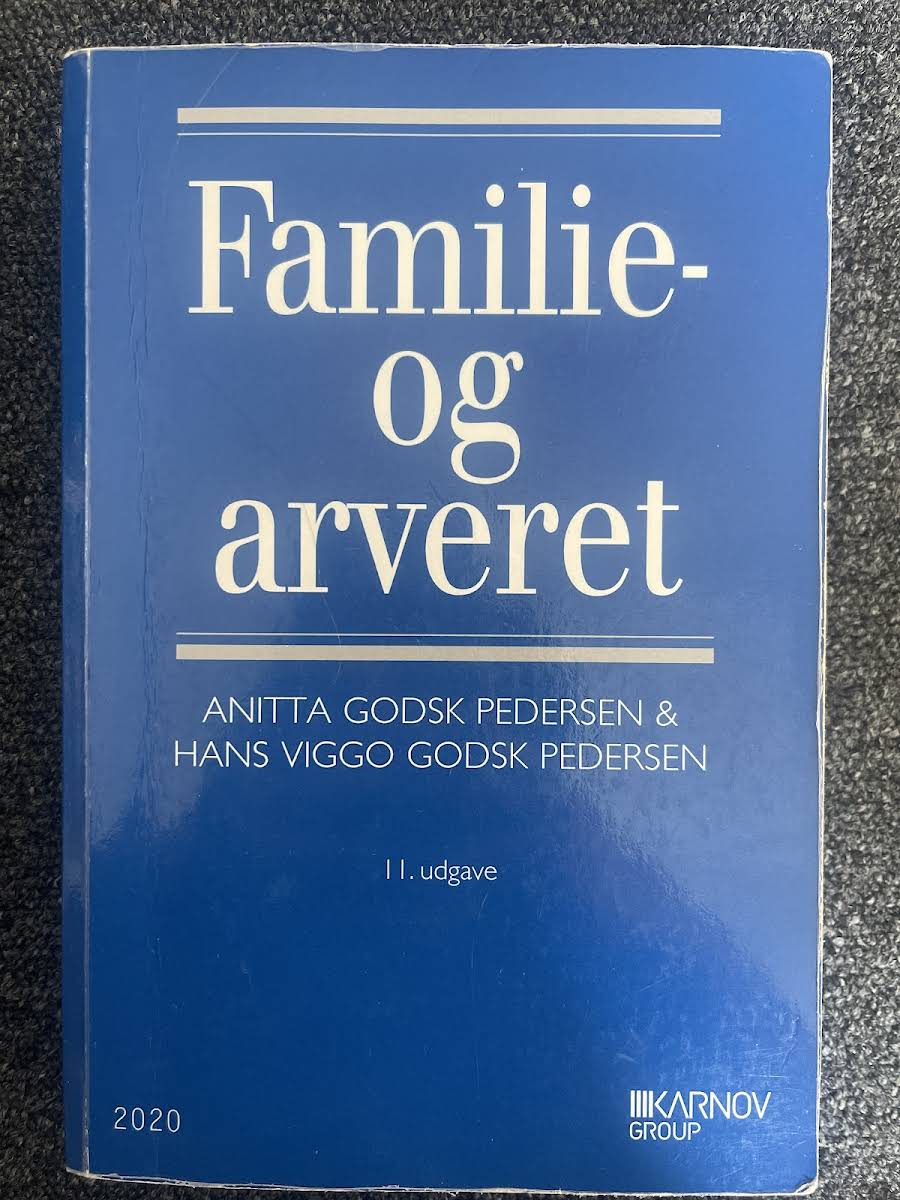 Familie-
og
arveret
ANITTA GODSK PEDERSEN &
HANS VIGGO GODSK PEDERSEN
11. udgave
2020
KARNOV
GROUP